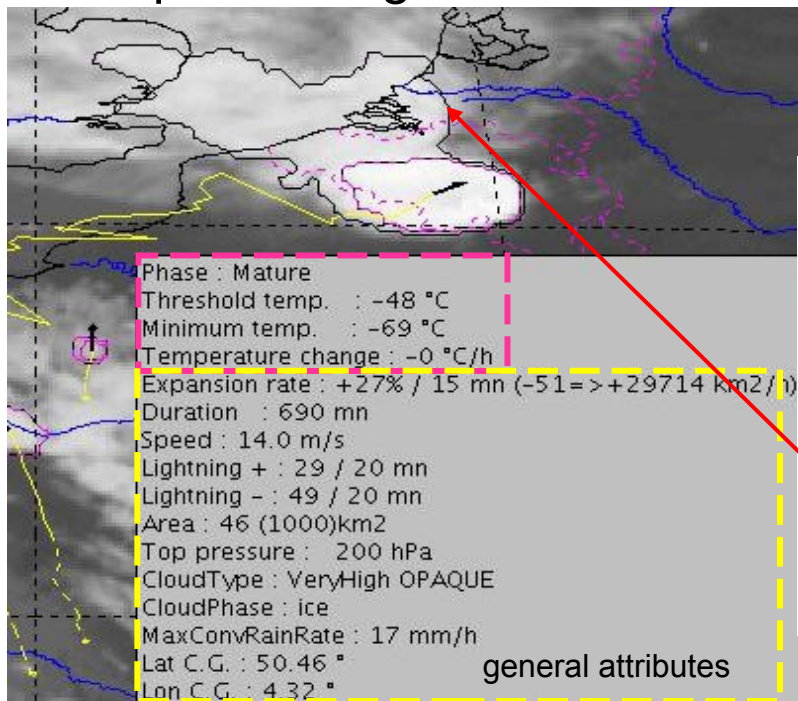 Phase : Mature
Threshold temp. : -48 °C
Minimum temp. : -69 °C
Temperature change : -0 °C/h
Expansion rate : +27% / 15 mn (-51=>+29714 km2/h)
Duration : 690 mn
Speed : 14.0 m/s
Lightning + : 29 / 20 mn
Lightning - : 49 / 20 mn
Area : 46 (1000)km2
Top pressure : 200 hPa
CloudType : VeryHigh OPAQUE
CloudPhase : ice
MaxConvRainRate : 17 mm/h
Lat C.G. : 50.46 °
general attributes
Lon C.G. : 4.32 °